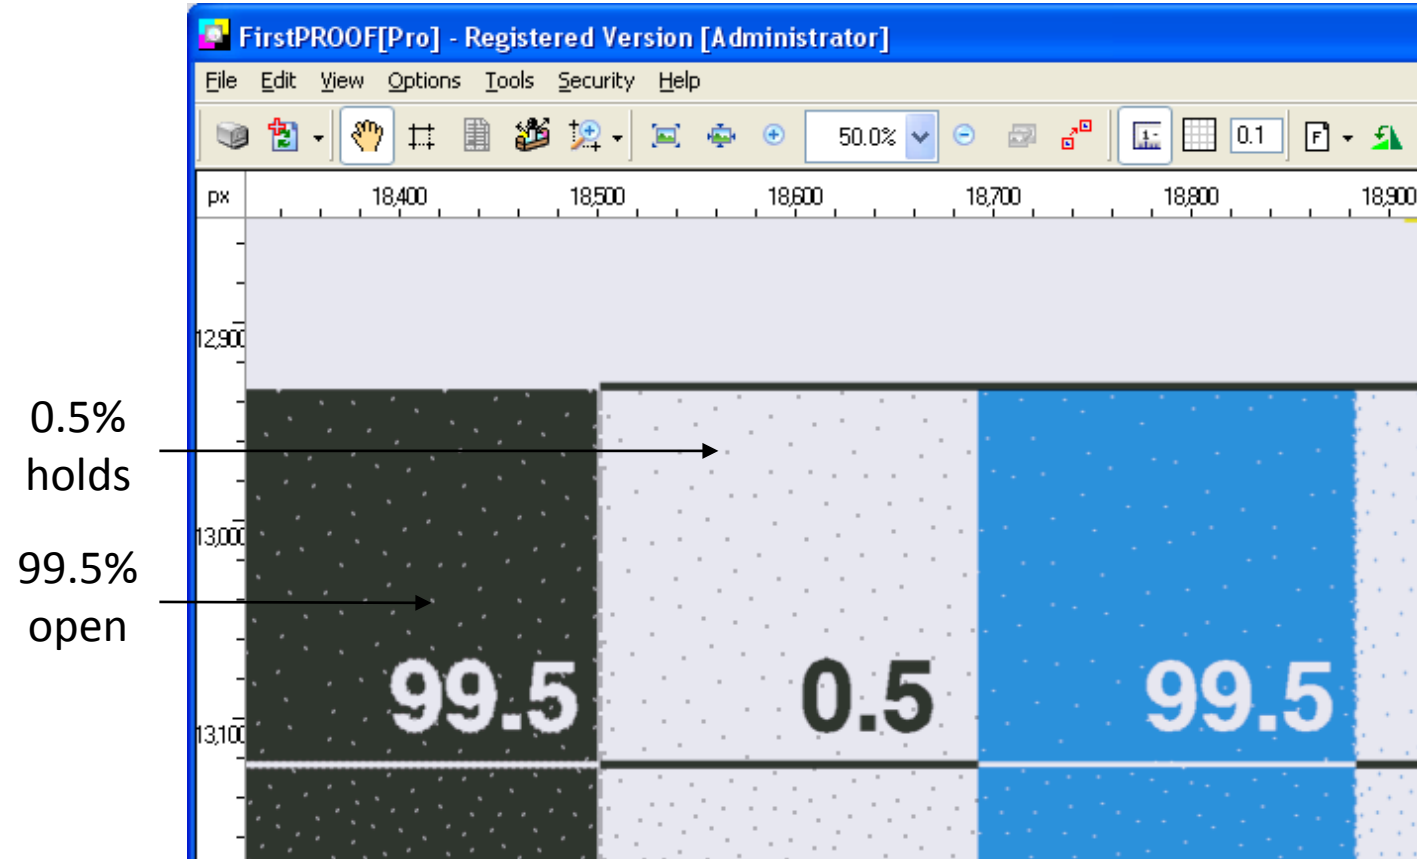 FirstPROOF[Pro] - Registered Version [Administrator]
File Edit View Options Tools Security Help
50.0% 1- 0.1 F
px 18,400 18,500 18,600 18,700 18,800 18,900
12,900
0.5%
holds
13,000
99.5%
open
99.5 0.5 99.5
13,100